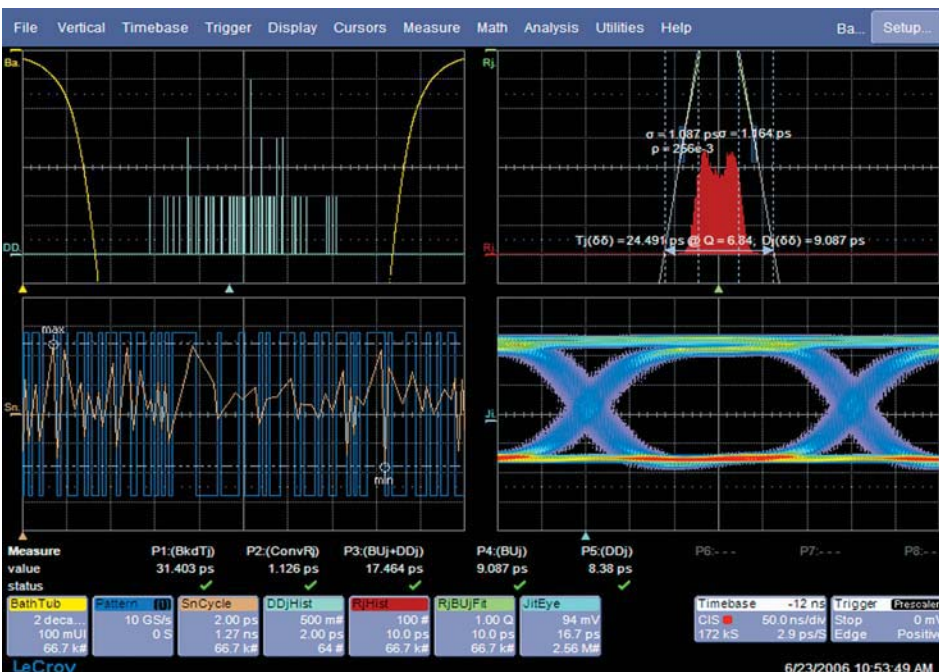 File Vertical Timebase Trigger Display Cursors Measure Math Analysis Utilities Help Ba... Setup...
Ba.
Rj.
σ = 1.087 ps σ = 1.164 ps
ρ = 256e-3
DD.
Rj.
Tj(δδ) = 24.491 ps @ Q = 6.84, Dj(δδ) = 9.087 ps
max
Sn.
Ji.
min
Measure P1:(BkdTj) P2:(ConvRj) P3:(BUj+DDj) P4:(BUj) P5:(DDj) P6:- - - P7:- - - P8:- -
value 31.403 ps 1.126 ps 17.464 ps 9.087 ps 8.38 ps
status
BathTub Pattern SnCycle DDjHist RjHist RjBUjFit JitEye Timebase -12 ns Trigger Prescaler
2 deca... 10 GS/s 2.00 ps 500 m# 100 # 1.00 Q 94 mV CIS 50.0 ns/div Stop 0 mV
100 mUI 0 S 1.27 ns 2.00 ps 10.0 ps 10.0 ps 16.7 ps 172 kS 2.9 ps/S Edge Positive
66.7 k# 66.7 k# 64 # 66.7 k# 66.7 k# 2.56 M#
LeCroy 6/23/2006 10:53:49 AM